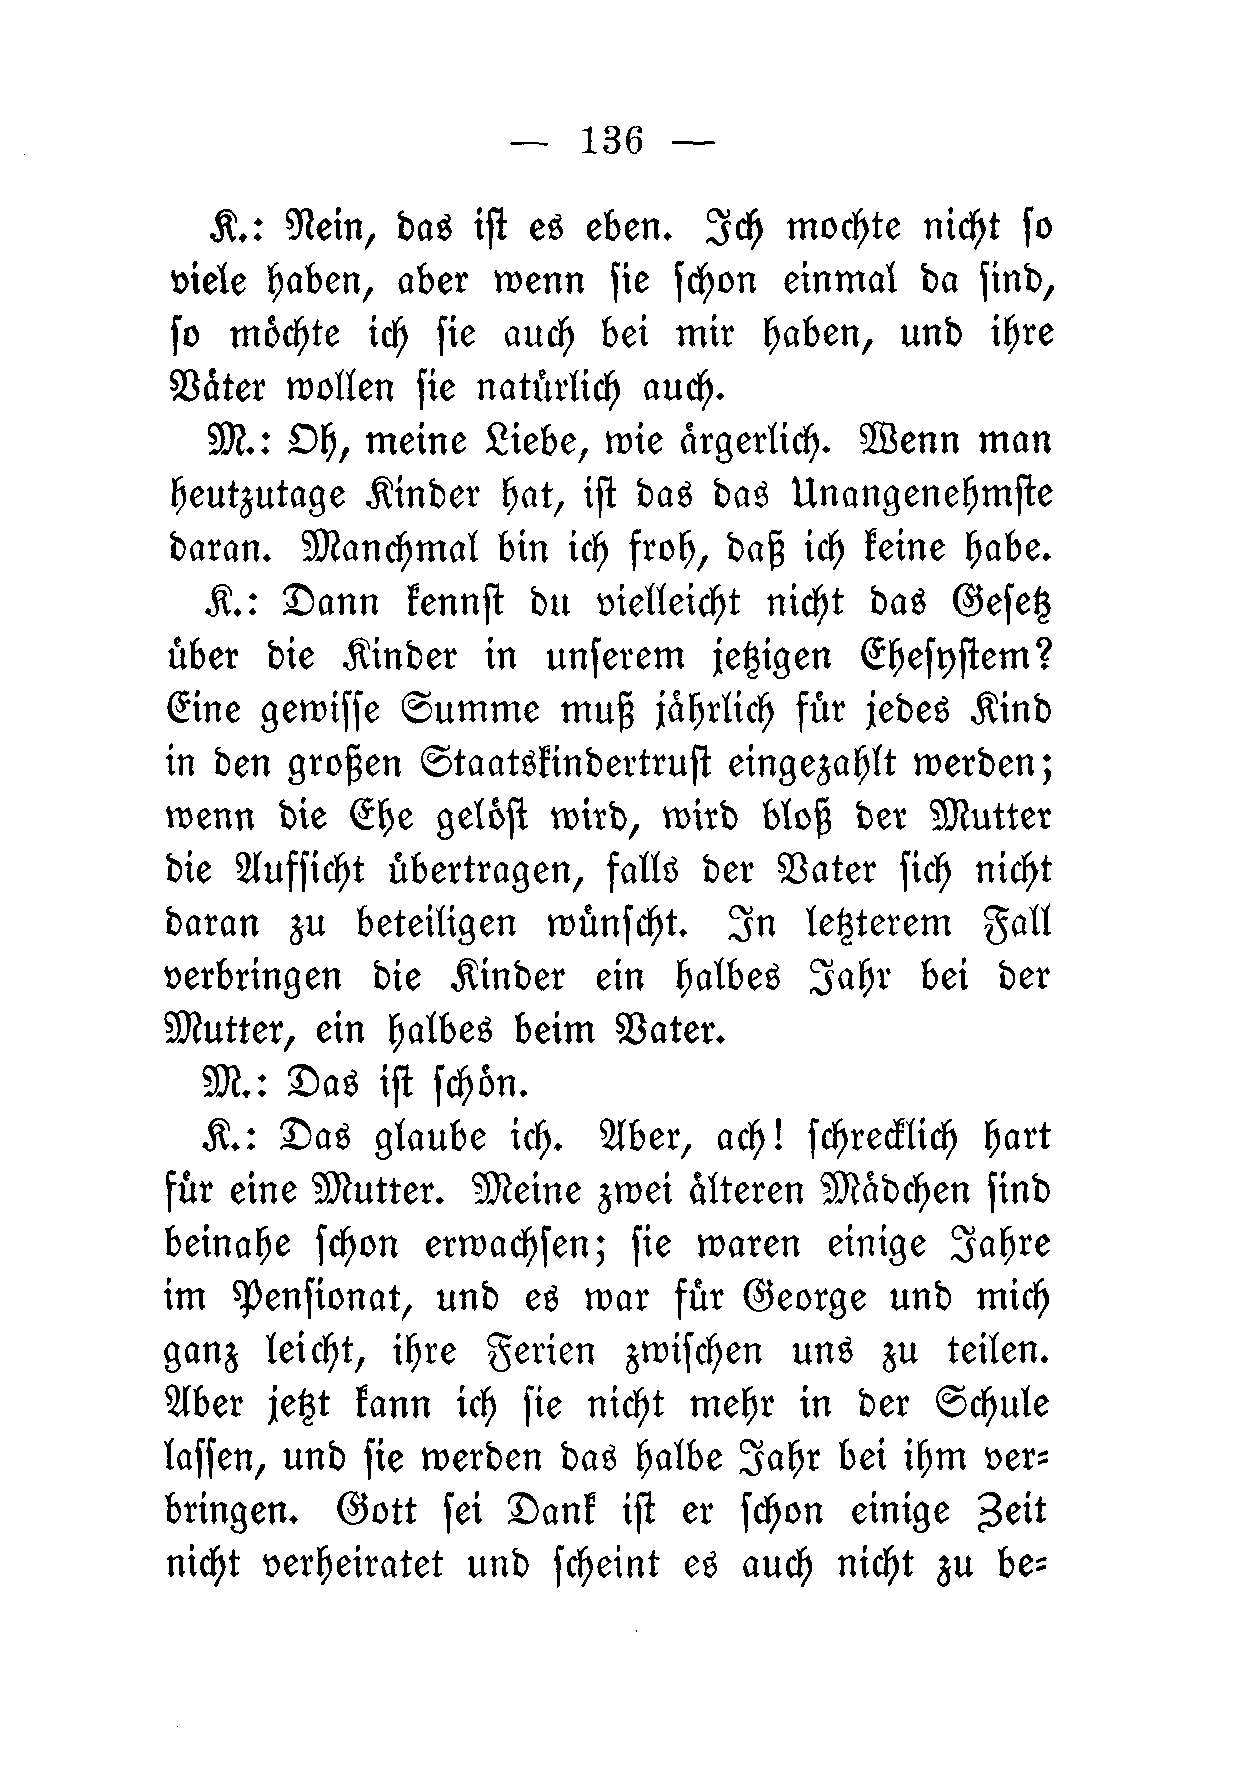 — 136 —
K.: Nein, das iſt es eben. Ich mochte nicht ſo
viele haben, aber wenn ſie ſchon einmal da ſind,
ſo möchte ich ſie auch bei mir haben, und ihre
Väter wollen ſie natürlich auch.
M.: Oh, meine Liebe, wie ärgerlich. Wenn man
heutzutage Kinder hat, iſt das das Unangenehmſte
daran. Manchmal bin ich froh, daß ich keine habe.
K.: Dann kennſt du vielleicht nicht das Geſetz
über die Kinder in unſerem jetzigen Eheſyſtem?
Eine gewiſſe Summe muß jährlich für jedes Kind
in den großen Staatskindertruſt eingezahlt werden;
wenn die Ehe gelöſt wird, wird bloß der Mutter
die Aufſicht übertragen, falls der Vater ſich nicht
daran zu beteiligen wünſcht. In letzterem Fall
verbringen die Kinder ein halbes Jahr bei der
Mutter, ein halbes beim Vater.
M.: Das iſt ſchön.
K.: Das glaube ich. Aber, ach! ſchrecklich hart
für eine Mutter. Meine zwei älteren Mädchen ſind
beinahe ſchon erwachſen; ſie waren einige Jahre
im Penſionat, und es war für George und mich
ganz leicht, ihre Ferien zwiſchen uns zu teilen.
Aber jetzt kann ich ſie nicht mehr in der Schule
laſſen, und ſie werden das halbe Jahr bei ihm ver⸗
bringen. Gott ſei Dank iſt er ſchon einige Zeit
nicht verheiratet und ſcheint es auch nicht zu be⸗